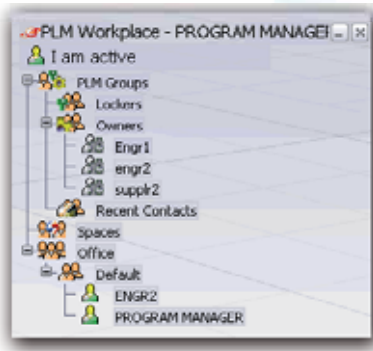 PLM Workplace - PROGRAM MANAGER
I am active
PLM Groups
Lockers
Owners
Engr1
engr2
supplr2
Recent Contacts
Spaces
Office
Default
ENGR2
PROGRAM MANAGER